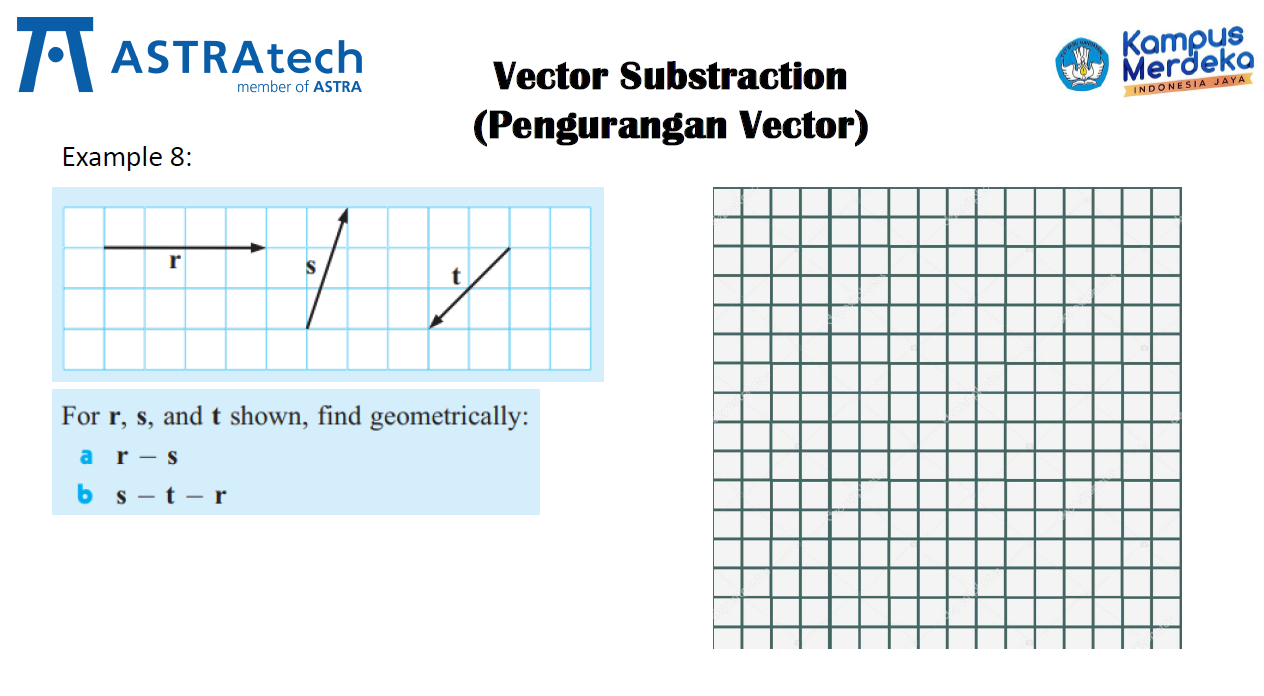 ASTRAtech
member of ASTRA
Kampus
Merdeka
INDONESIA JAYA
Vector Substraction
(Pengurangan Vector)
Example 8:
r
s
t
For r, s, and t shown, find geometrically:
a r − s
b s − t − r